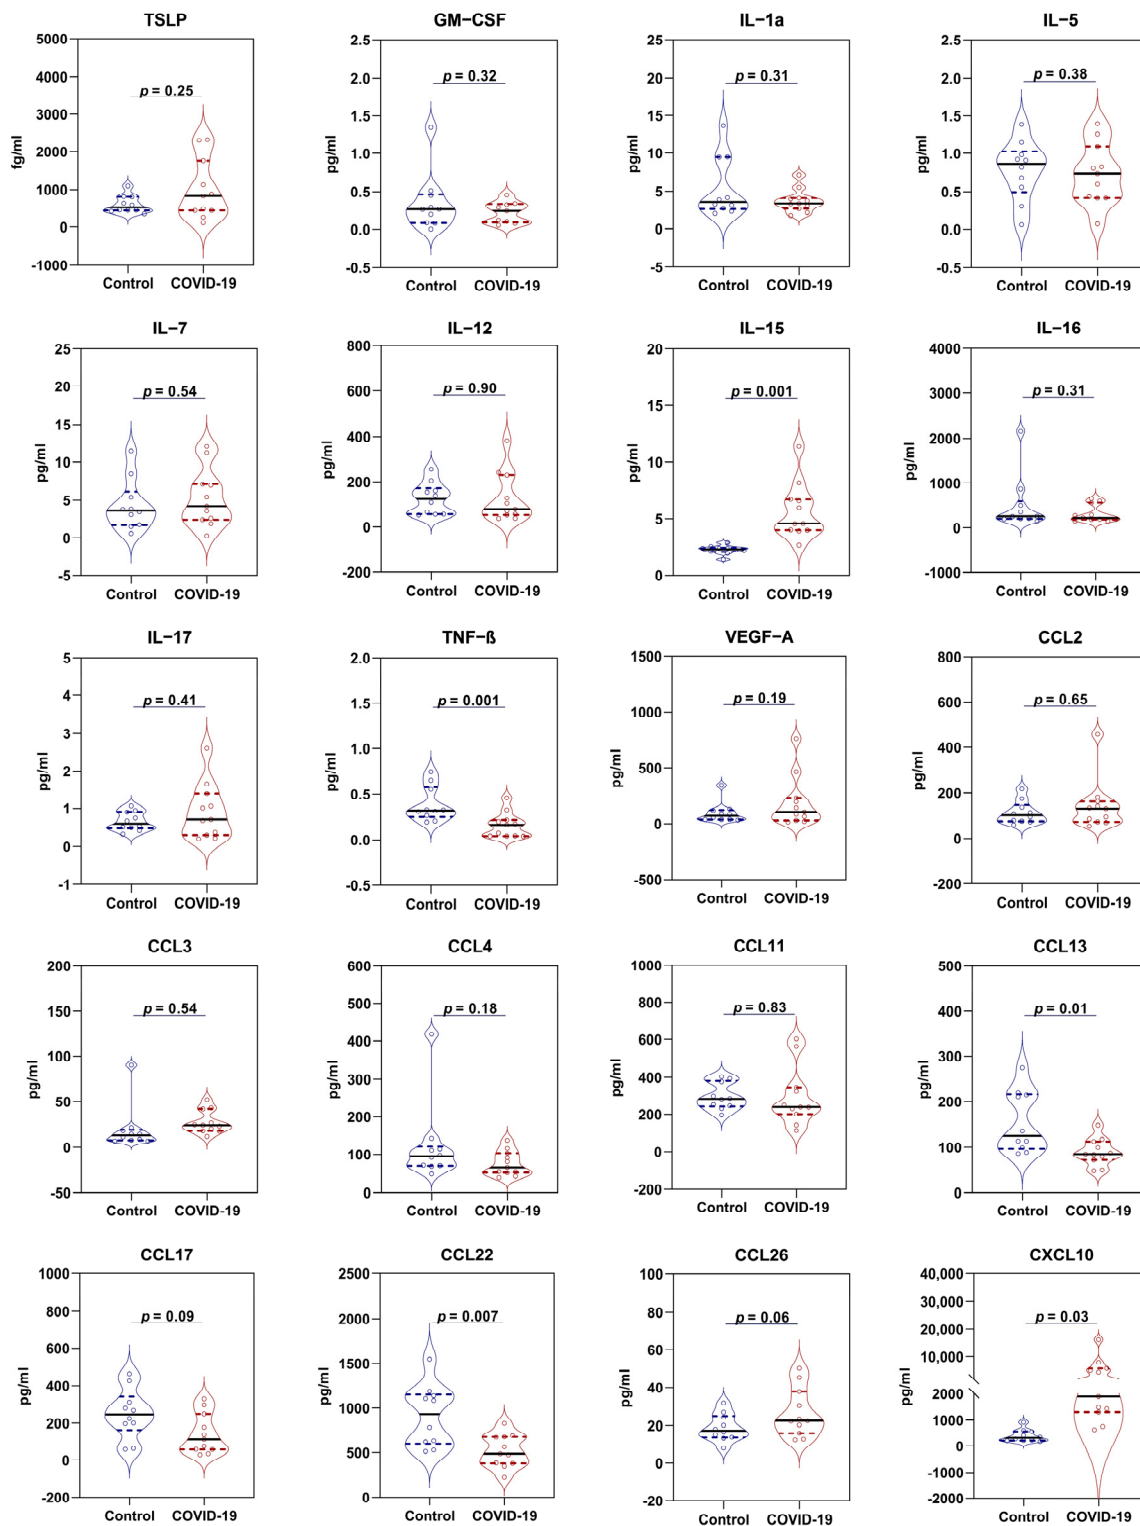 TSLP
5000
4000
3000
2000
1000
0
-1000
fg/ml
p = 0.25
Control COVID-19
GM−CSF
2.5
2.0
1.5
1.0
0.5
0.0
-0.5
pg/ml
p = 0.32
Control COVID-19
IL−1a
25
20
15
10
5
0
-5
pg/ml
p = 0.31
Control COVID-19
IL−5
2.5
2.0
1.5
1.0
0.5
0.0
-0.5
pg/ml
p = 0.38
Control COVID-19
IL−7
25
20
15
10
5
0
-5
pg/ml
p = 0.54
Control COVID-19
IL−12
800
600
400
200
0
-200
pg/ml
p = 0.90
Control COVID-19
IL−15
20
15
10
5
0
pg/ml
p = 0.001
Control COVID-19
IL−16
4000
3000
2000
1000
0
-1000
pg/ml
p = 0.31
Control COVID-19
IL−17
5
4
3
2
1
0
-1
pg/ml
p = 0.41
Control COVID-19
TNF−ß
2.0
1.5
1.0
0.5
0.0
-0.5
pg/ml
p = 0.001
Control COVID-19
VEGF−A
1500
1000
500
0
-500
pg/ml
p = 0.19
Control COVID-19
CCL2
800
600
400
200
0
-200
pg/ml
p = 0.65
Control COVID-19
CCL3
200
150
100
50
0
-50
pg/ml
p = 0.54
Control COVID-19
CCL4
600
500
400
300
200
100
0
pg/ml
p = 0.18
Control COVID-19
CCL11
1000
800
600
400
200
0
-200
pg/ml
p = 0.83
Control COVID-19
CCL13
500
400
300
200
100
0
pg/ml
p = 0.01
Control COVID-19
CCL17
1000
800
600
400
200
0
-200
pg/ml
p = 0.09
Control COVID-19
CCL22
2500
2000
1500
1000
500
0
pg/ml
p = 0.007
Control COVID-19
CCL26
100
80
60
40
20
0
-20
pg/ml
p = 0.06
Control COVID-19
CXCL10
40,000
30,000
20,000
10,000
2000
1000
0
-1000
-2000
pg/ml
p = 0.03
Control COVID-19